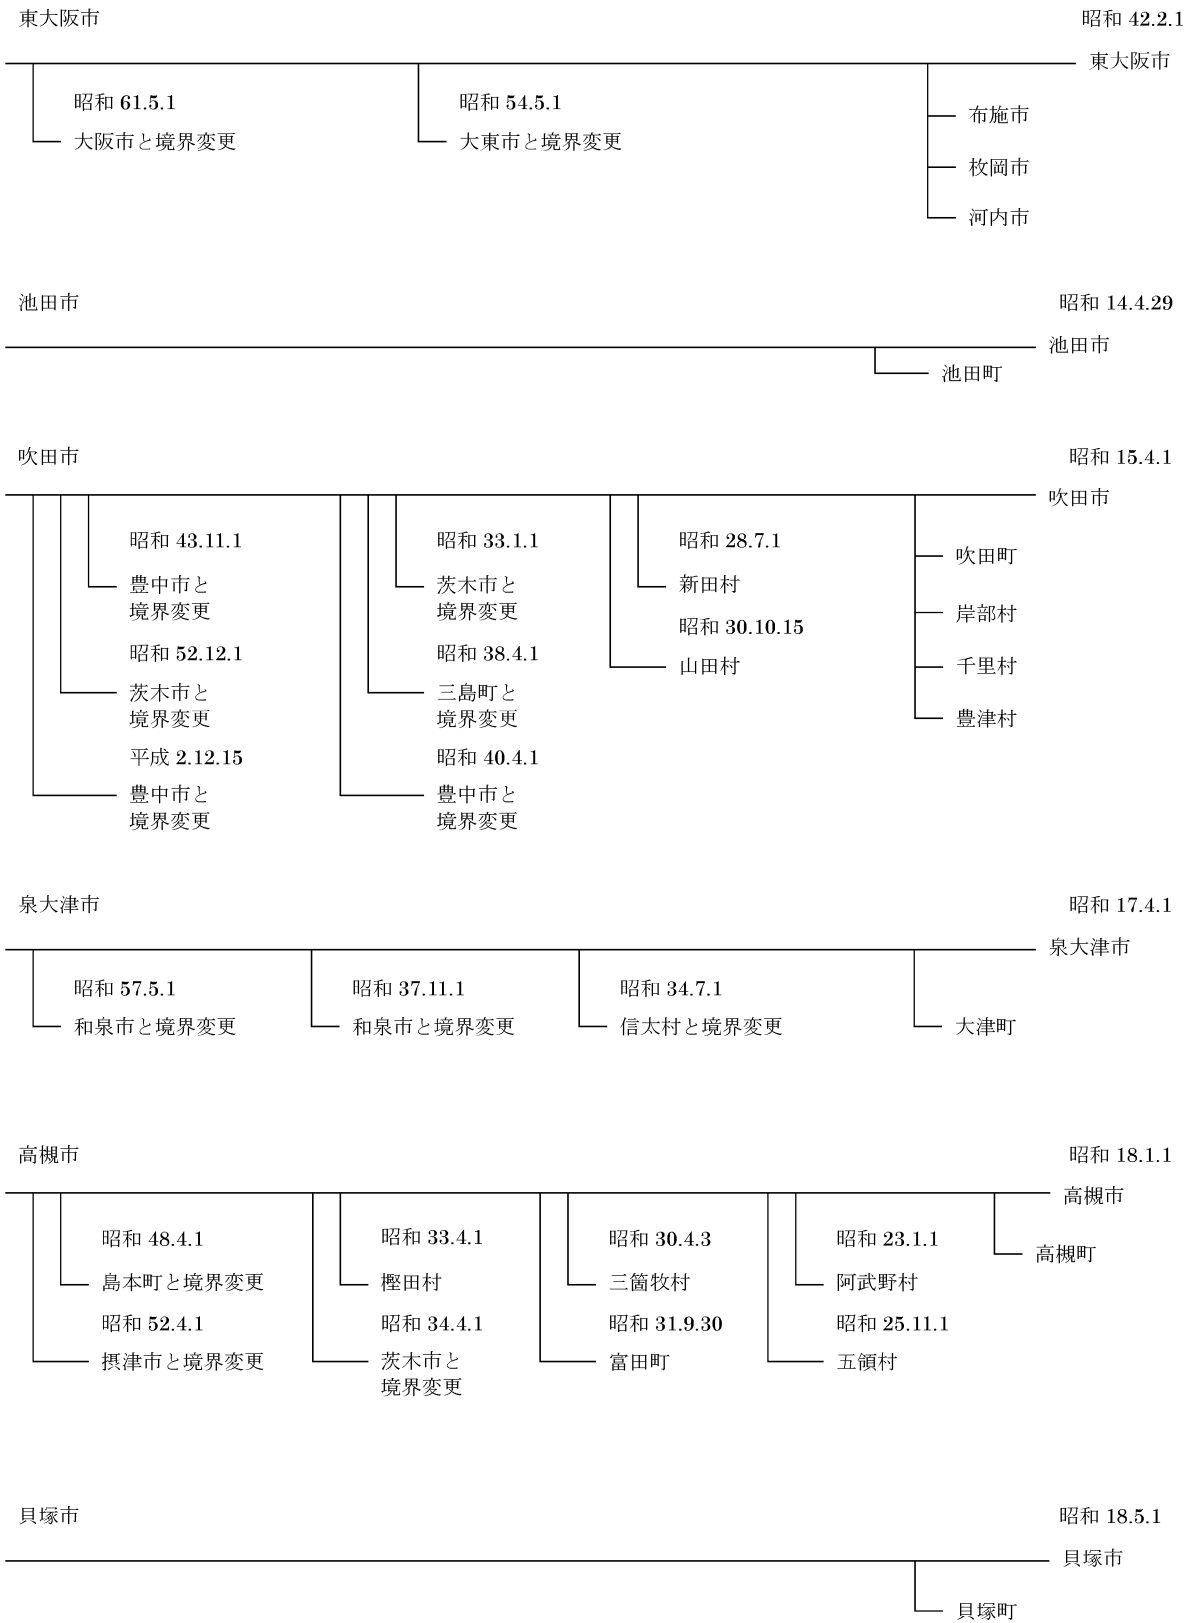 東大阪市
昭和 42.2.1
東大阪市
昭和 61.5.1
大阪市と境界変更
昭和 54.5.1
大東市と境界変更
布施市
枚岡市
河内市
池田市
昭和 14.4.29
池田市
池田町
吹田市
昭和 15.4.1
吹田市
昭和 43.11.1
豊中市と
境界変更
昭和 52.12.1
茨木市と
境界変更
平成 2.12.15
豊中市と
境界変更
昭和 33.1.1
茨木市と
境界変更
昭和 38.4.1
三島町と
境界変更
昭和 40.4.1
豊中市と
境界変更
昭和 28.7.1
新田村
昭和 30.10.15
山田村
吹田町
岸部村
千里村
豊津村
泉大津市
昭和 17.4.1
泉大津市
昭和 57.5.1
和泉市と境界変更
昭和 37.11.1
和泉市と境界変更
昭和 34.7.1
信太村と境界変更
大津町
高槻市
昭和 18.1.1
高槻市
昭和 48.4.1
島本町と境界変更
昭和 52.4.1
摂津市と境界変更
昭和 33.4.1
樫田村
昭和 34.4.1
茨木市と
境界変更
昭和 30.4.3
三箇牧村
昭和 31.9.30
富田町
昭和 23.1.1
阿武野村
昭和 25.11.1
五領村
高槻町
貝塚市
昭和 18.5.1
貝塚市
貝塚町